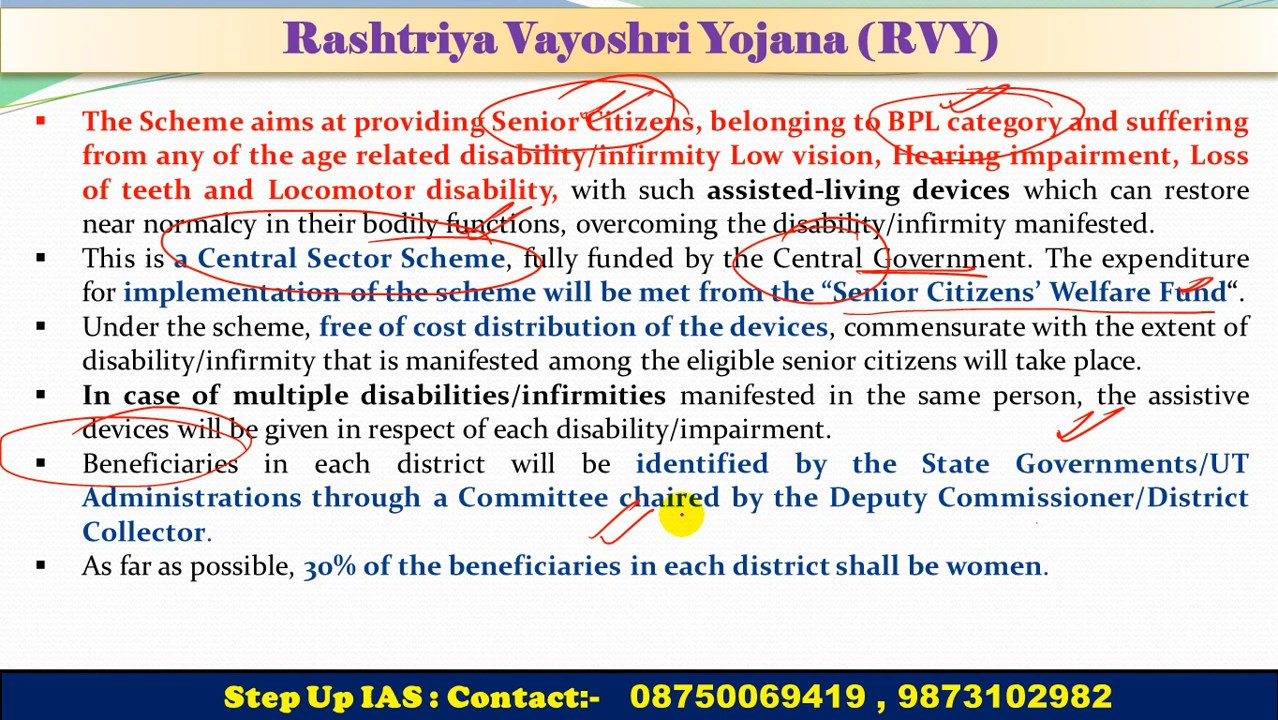 Rashtriya Vayoshri Yojana (RVY)
▪ The Scheme aims at providing Senior Citizens, belonging to BPL category and suffering
from any of the age related disability/infirmity Low vision, Hearing impairment, Loss
of teeth and Locomotor disability, with such assisted-living devices which can restore
near normalcy in their bodily functions, overcoming the disability/infirmity manifested.
▪ This is a Central Sector Scheme, fully funded by the Central Government. The expenditure
for implementation of the scheme will be met from the “Senior Citizens’ Welfare Fund“.
▪ Under the scheme, free of cost distribution of the devices, commensurate with the extent of
disability/infirmity that is manifested among the eligible senior citizens will take place.
▪ In case of multiple disabilities/infirmities manifested in the same person, the assistive
devices will be given in respect of each disability/impairment.
▪ Beneficiaries in each district will be identified by the State Governments/UT
Administrations through a Committee chaired by the Deputy Commissioner/District
Collector.
▪ As far as possible, 30% of the beneficiaries in each district shall be women.
Step Up IAS : Contact:- 08750069419 , 9873102982